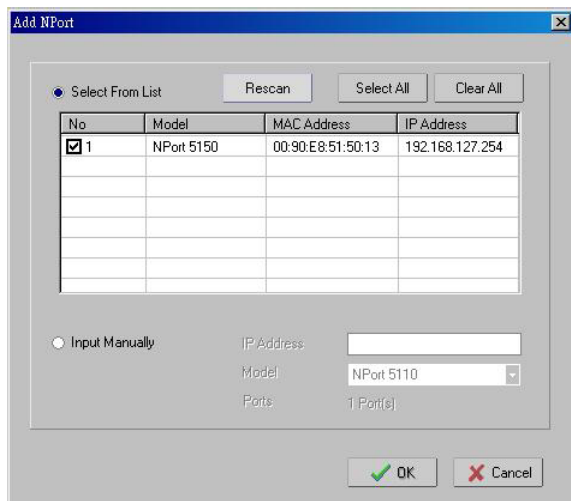 Add NPort
Select From List
Rescan
Select All
Clear All
No Model MAC Address IP Address
1 NPort 5150 00:90:E8:51:50:13 192.168.127.254
Input Manually
IP Address
Model NPort 5110
Ports 1 Port(s)
OK Cancel